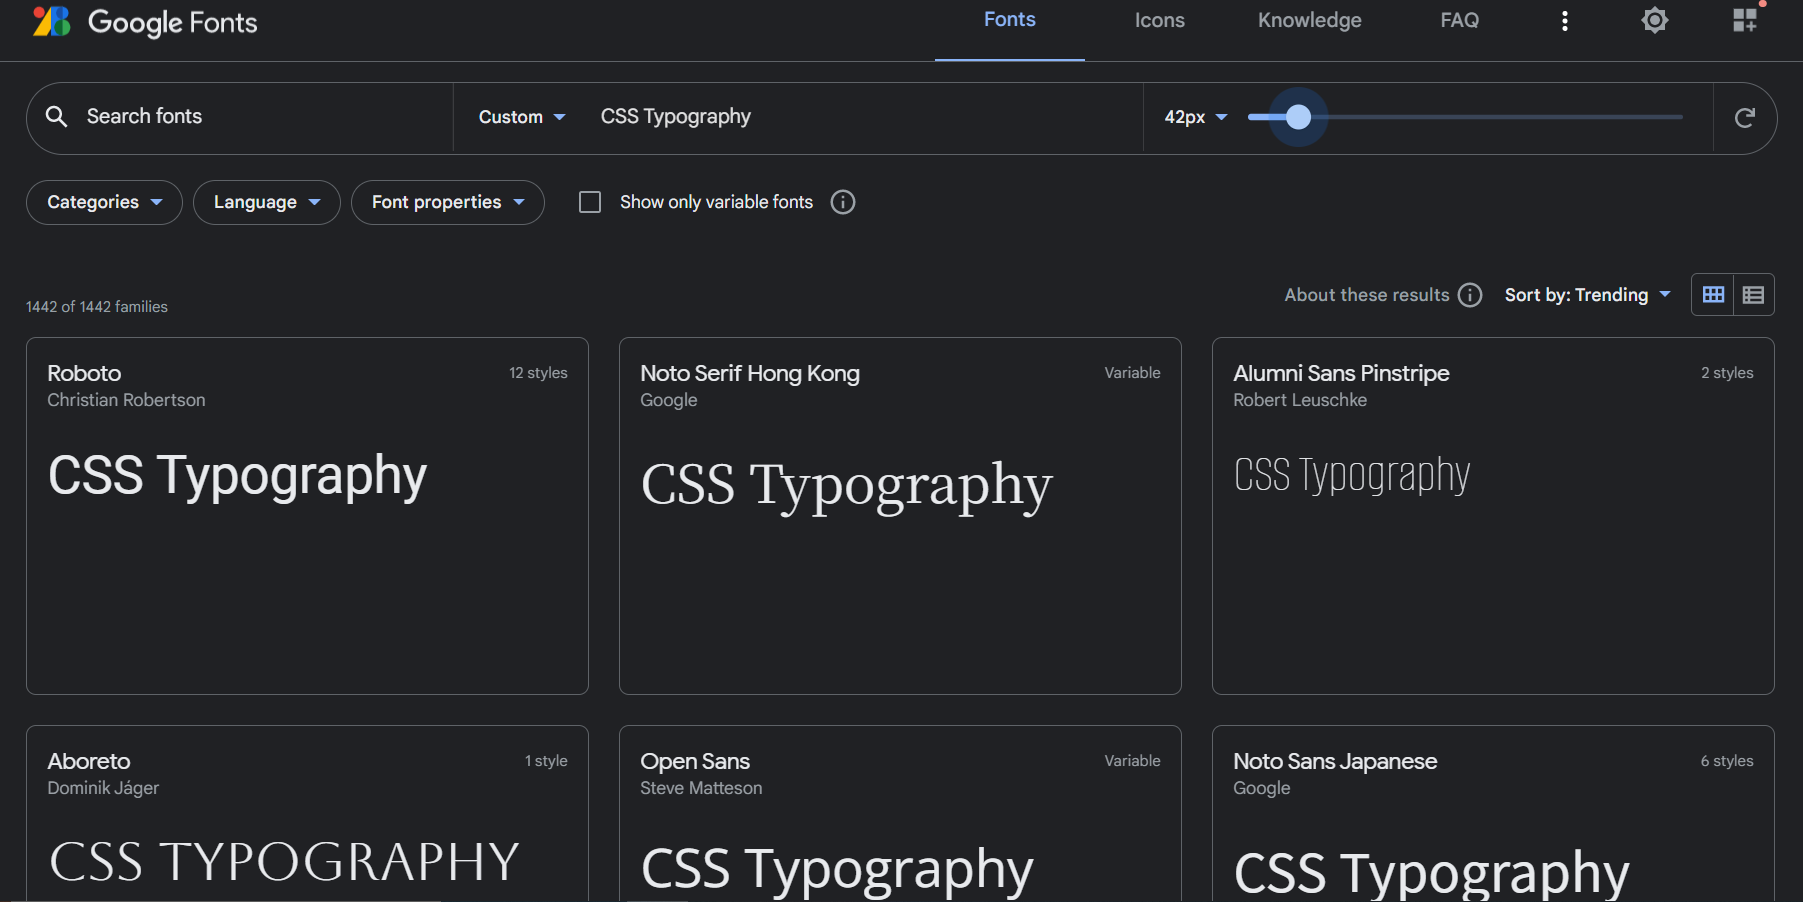 Google Fonts
Fonts
Icons
Knowledge
FAQ
Search fonts
Custom
CSS Typography
42px
Categories
Language
Font properties
Show only variable fonts
1442 of 1442 families
About these results
Sort by: Trending
Roboto
12 styles
Christian Robertson
CSS Typography
Noto Serif Hong Kong
Variable
Google
CSS Typography
Alumni Sans Pinstripe
2 styles
Robert Leuschke
CSS Typography
Aboreto
1 style
Dominik Jáger
CSS TYPOGRAPHY
Open Sans
Variable
Steve Matteson
CSS Typography
Noto Sans Japanese
6 styles
Google
CSS Typography